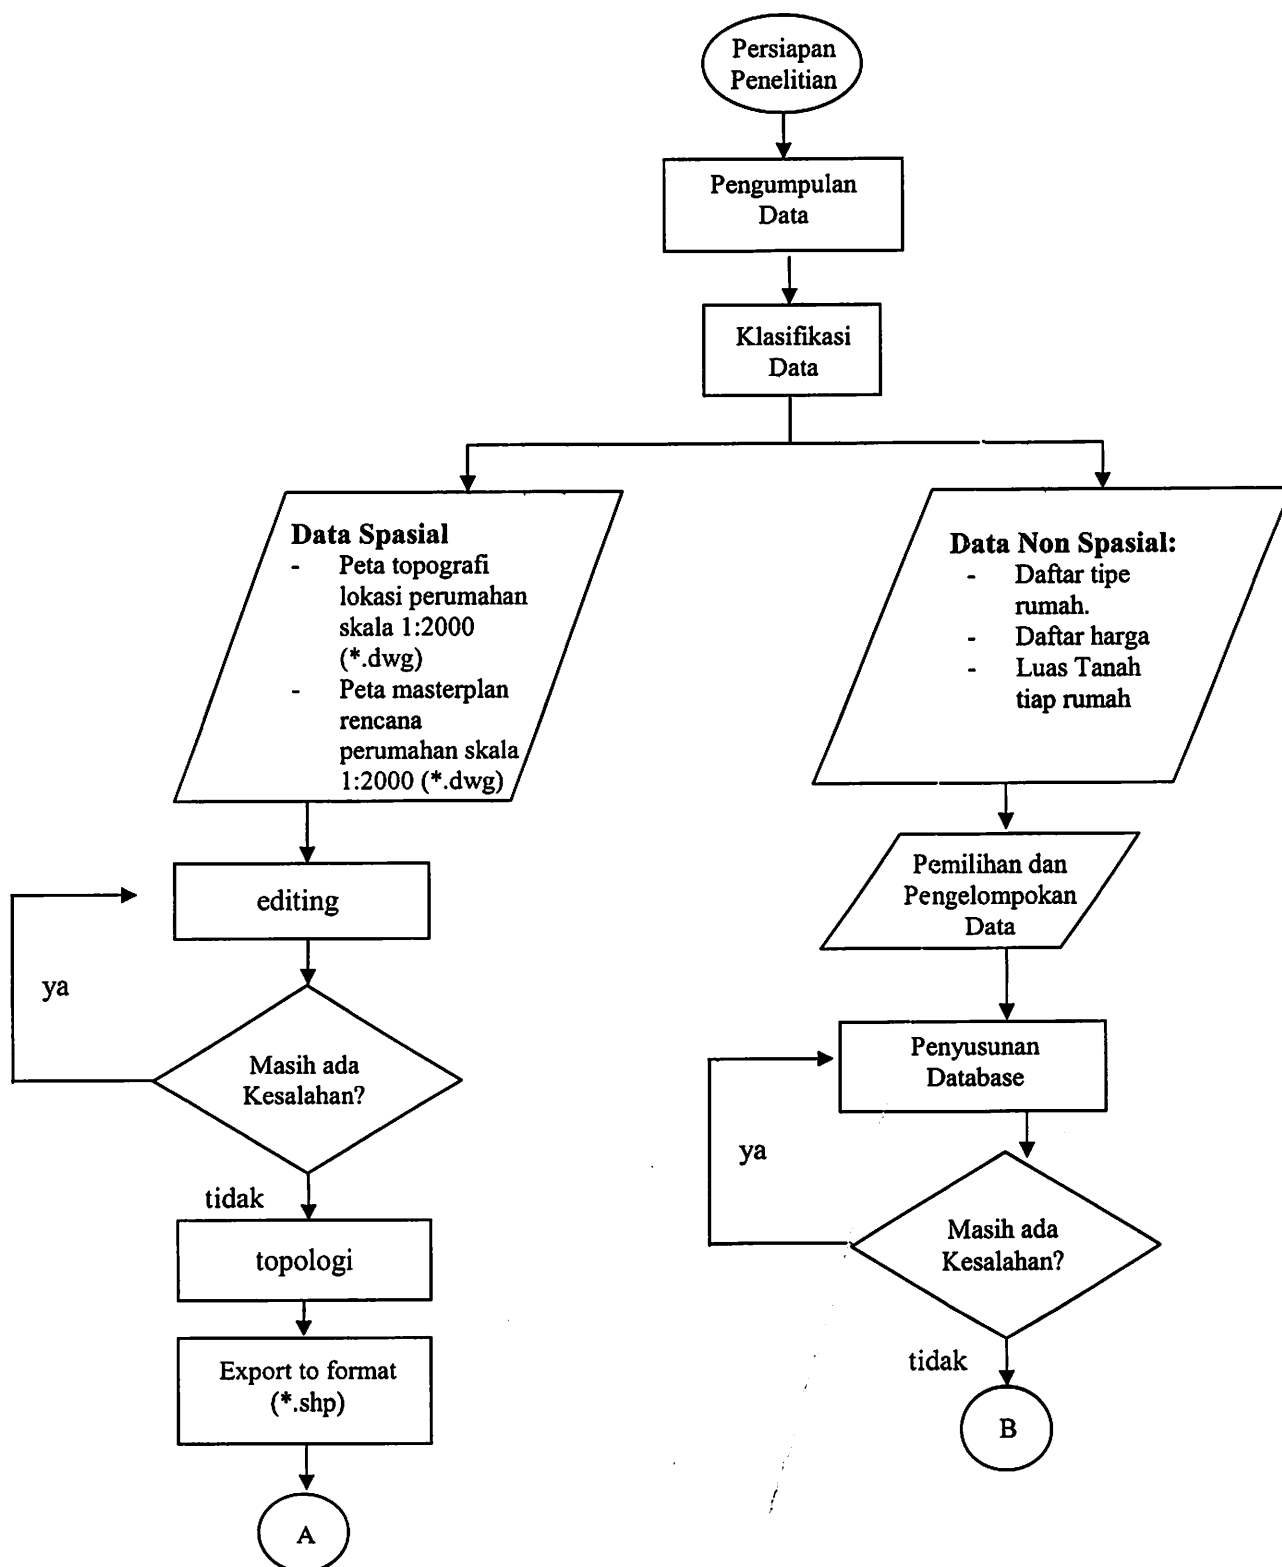 Persiapan
Penelitian
Pengumpulan
Data
Klasifikasi
Data
Data Spasial
- Peta topografi
lokasi perumahan
skala 1:2000
(*.dwg)
- Peta masterplan
rencana
perumahan skala
1:2000 (*.dwg)
editing
ya
Masih ada
Kesalahan?
tidak
topologi
Export to format
(*.shp)
A
Data Non Spasial:
- Daftar tipe
rumah.
- Daftar harga
- Luas Tanah
tiap rumah
Pemilihan dan
Pengelompokan
Data
Penyusunan
Database
ya
Masih ada
Kesalahan?
tidak
B